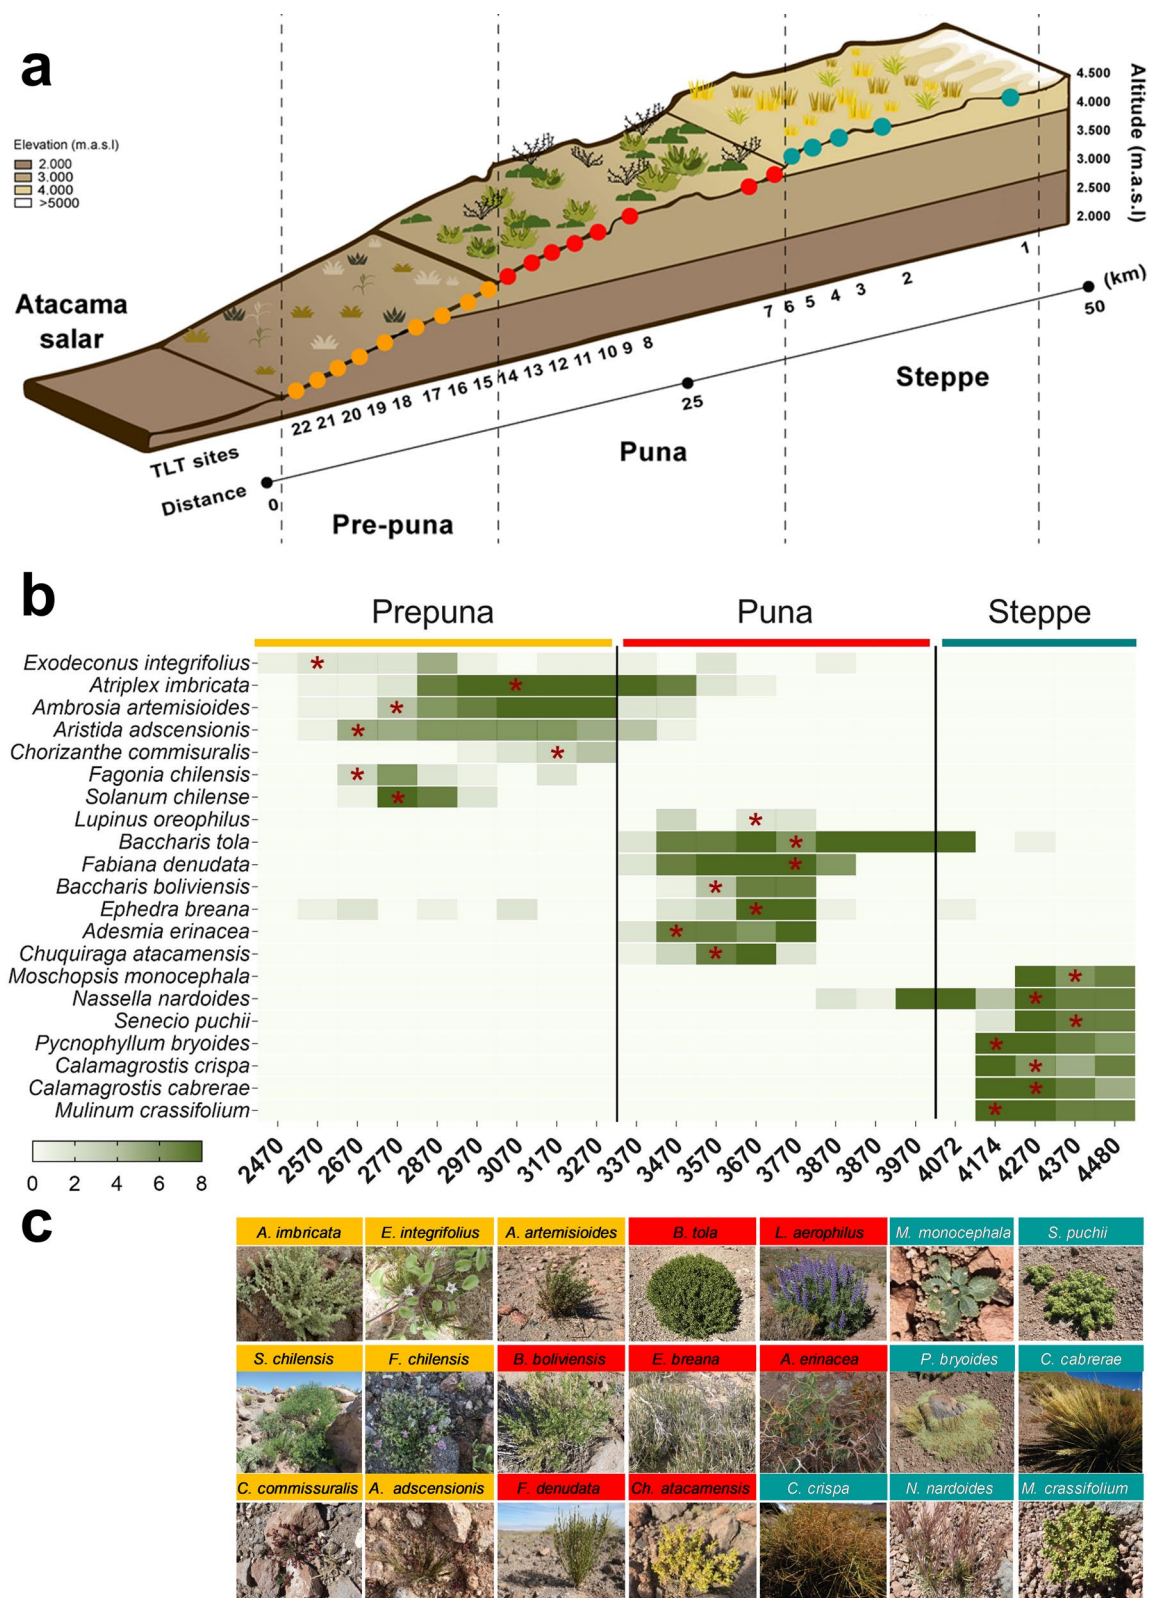 a
Elevation (m.a.s.l)
2.000
3.000
4.000
>5000
4.500
4.000
3.500
3.000
2.500
2.000
Altitude (m.a.s.l)
Atacama
salar
TLT sites
22 21 20 19 18 17 16 15 14 13 12 11 10 9 8 7 6 5 4 3 2 1
Distance
0
25
50
(km)
Pre-puna
Puna
Steppe
b
Prepuna
Puna
Steppe
Exodeconus integrifolius
Atriplex imbricata
Ambrosia artemisioides
Aristida adscensionis
Chorizanthe commisuralis
Fagonia chilensis
Solanum chilense
Lupinus oreophilus
Baccharis tola
Fabiana denudata
Baccharis boliviensis
Ephedra breana
Adesmia erinacea
Chuquiraga atacamensis
Moschopsis monocephala
Nassella nardoides
Senecio puchii
Pycnophyllum bryoides
Calamagrostis crispa
Calamagrostis cabrerae
Mulinum crassifolium
0 2 4 6 8
2470 2570 2670 2770 2870 2970 3070 3170 3270 3370 3470 3570 3670 3770 3870 3870 3970 4072 4174 4270 4370 4480
c
A. imbricata E. integrifolius A. artemisioides B. tola L. aerophilus M. monocephala S. puchii
S. chilensis F. chilensis B. boliviensis E. breana A. erinacea P. bryoides C. cabrerae
C. commissuralis A. adscensionis F. denudata Ch. atacamensis C. crispa N. nardoides M. crassifolium